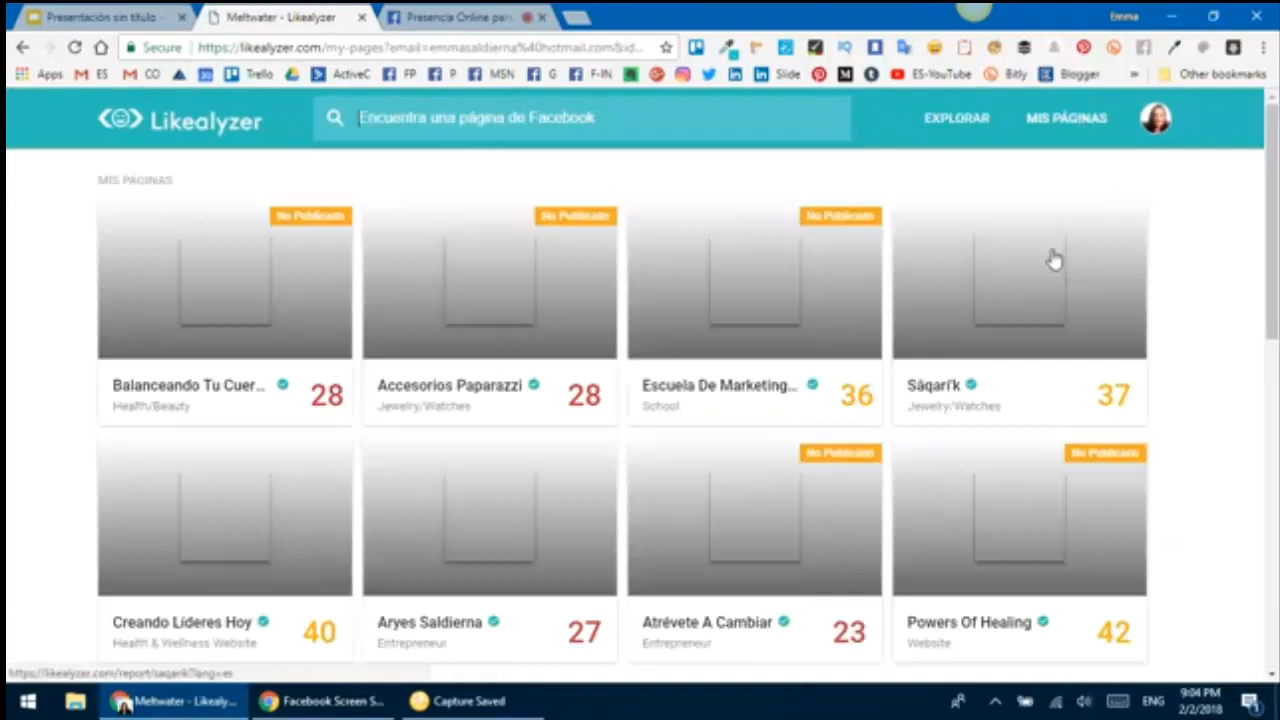 Presentación sin título -
Meltwater - Likealyzer
Presencia Online par
Emma
Secure
https://likealyzer.com/my-pages?email=emmasaldierna%40hotmail.com&id...
Apps
ES
CO
Trello
ActiveC
FP
F
MSN
G
F-IN
Slide
ES-YouTube
Bitly
Blogger
»
Other bookmarks
Likealyzer
Encuentra una página de Facebook
EXPLORAR
MIS PÁGINAS
MIS PÁGINAS
No Publicado
No Publicado
No Publicado
Balanceando Tu Cuer...
28
Health/Beauty
Accesorios Paparazzi
28
Jewelry/Watches
Escuela De Marketing...
36
School
Sāqari'k
37
Jewelry/Watches
No Publicado
No Publicado
Creando Líderes Hoy
40
Health & Wellness Website
Aryes Saldierna
27
Entrepreneur
Atrévete A Cambiar
23
Entrepreneur
Powers Of Healing
42
Website
https://likealyzer.com/report/saqarik?lang=es
Meltwater - Likealy...
Facebook Screen S...
Capture Saved
ENG
9:04 PM
2/2/2018